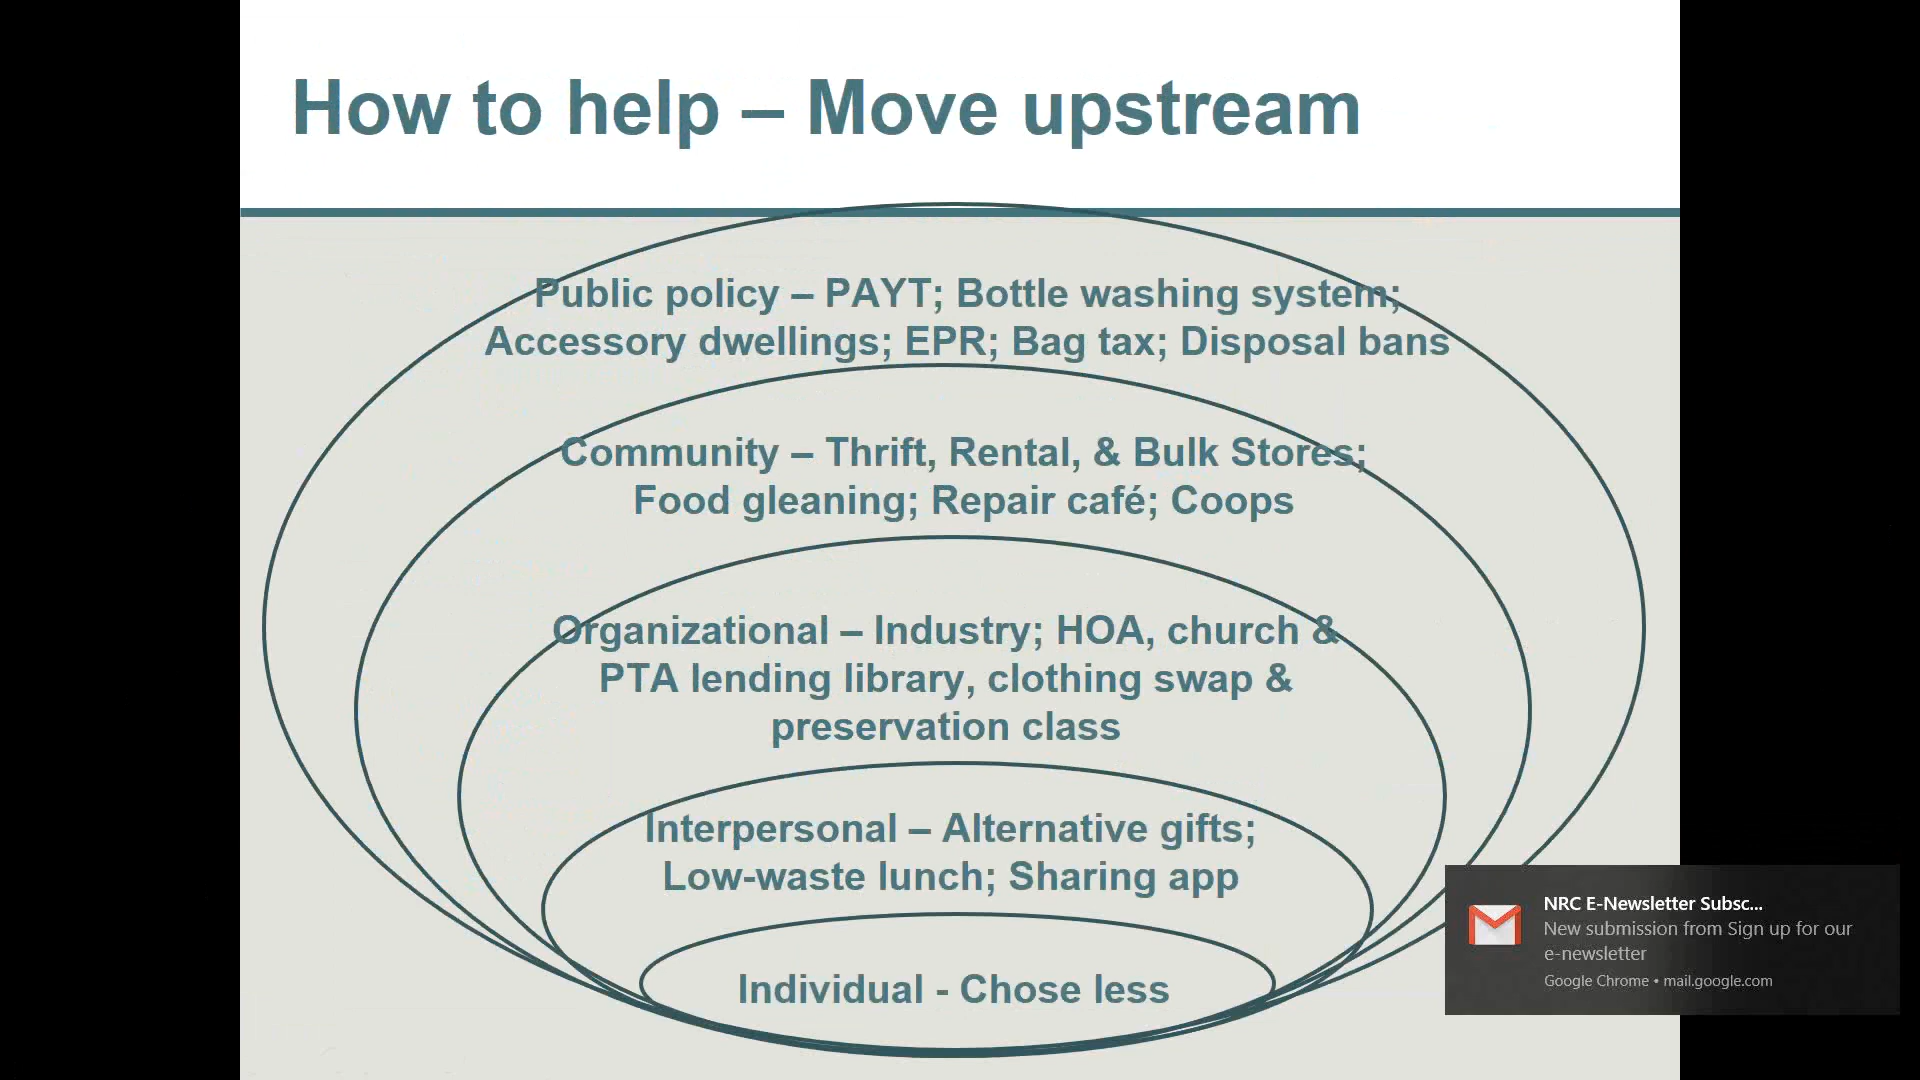 How to help – Move upstream
Public policy – PAYT; Bottle washing system;
Accessory dwellings; EPR; Bag tax; Disposal bans
Community – Thrift, Rental, & Bulk Stores;
Food gleaning; Repair café; Coops
Organizational – Industry; HOA, church &
PTA lending library, clothing swap &
preservation class
Interpersonal – Alternative gifts;
Low-waste lunch; Sharing app
Individual - Chose less
NRC E-Newsletter Subsc...
New submission from Sign up for our
e-newsletter
Google Chrome • mail.google.com